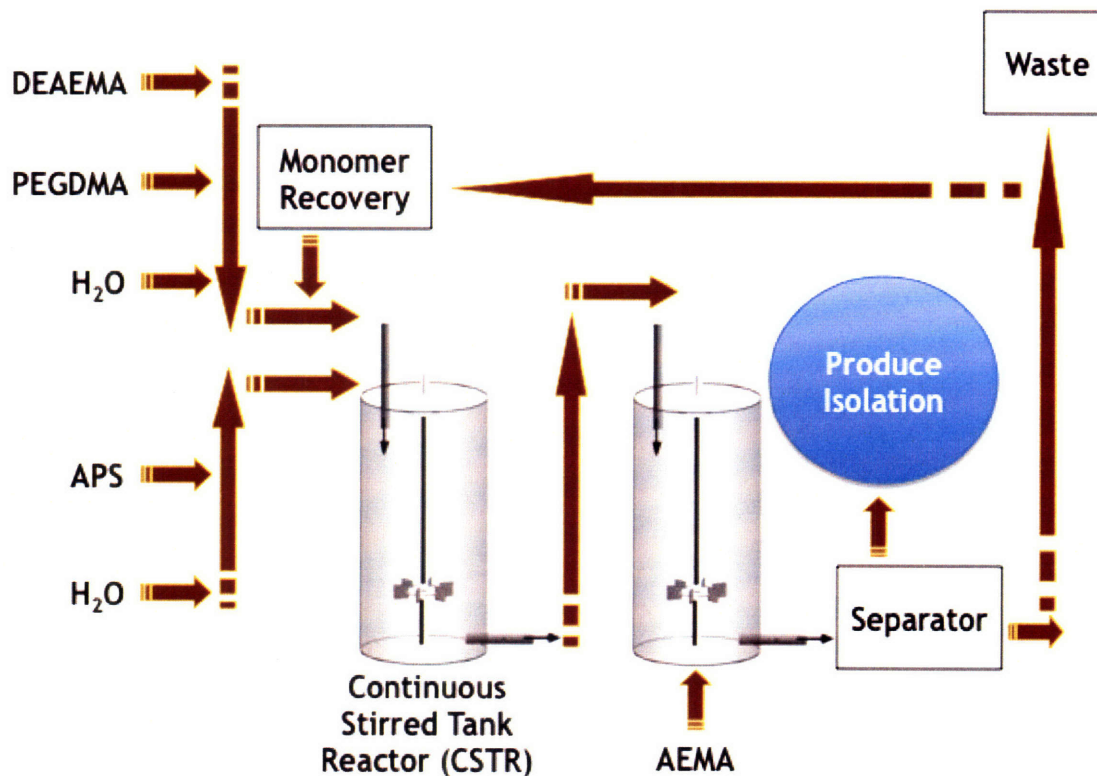 DEAEMA
PEGDMA
H₂O
APS
H₂O
Monomer
Recovery
Continuous
Stirred Tank
Reactor (CSTR)
AEMA
Produce
Isolation
Separator
Waste